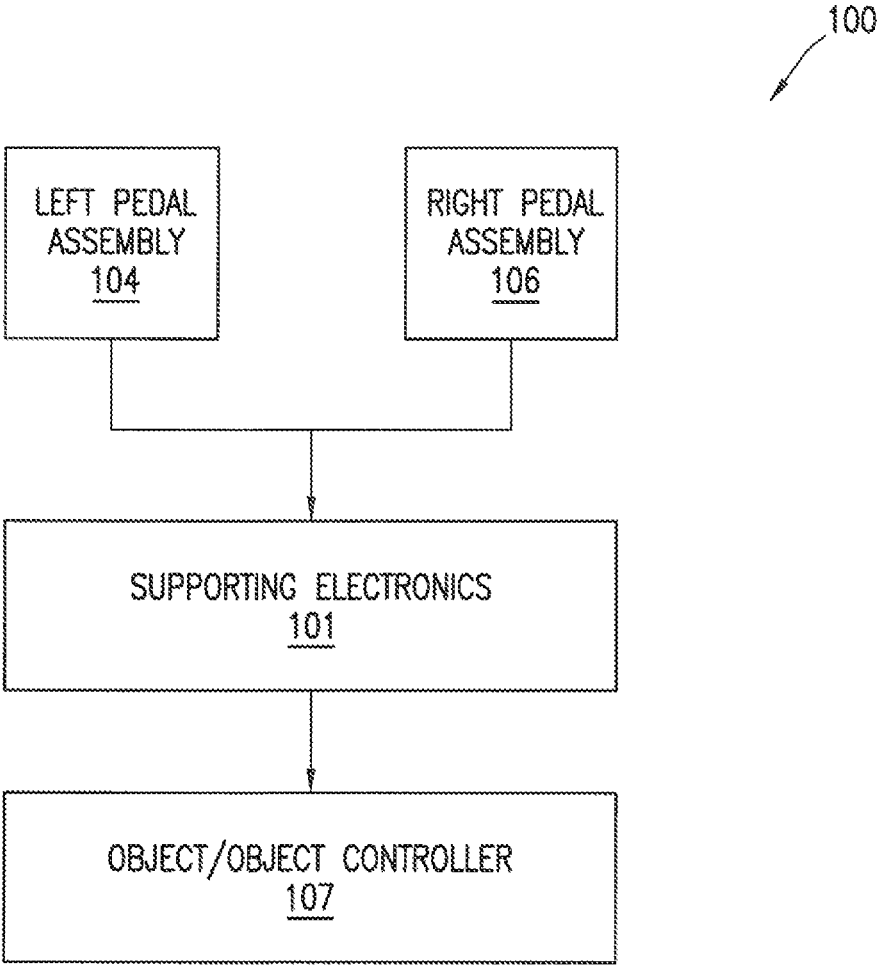 100
LEFT PEDAL
ASSEMBLY
104
RIGHT PEDAL
ASSEMBLY
106
SUPPORTING ELECTRONICS
101
OBJECT/OBJECT CONTROLLER
107